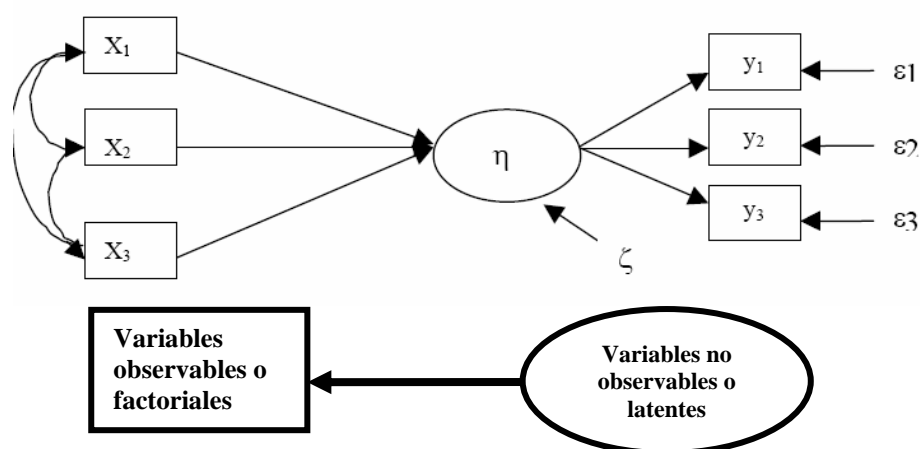 X₁
X₂
X₃
η
ζ
y₁
y₂
y₃
ε1
ε2
ε3
Variables
observables o
factoriales
Variables no
observables o
latentes